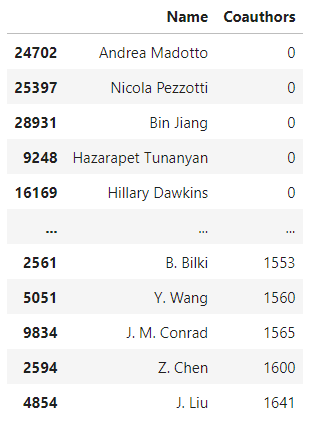 Name Coauthors
24702 Andrea Madotto 0
25397 Nicola Pezzotti 0
28931 Bin Jiang 0
9248 Hazarapet Tunanyan 0
16169 Hillary Dawkins 0
... ... ...
2561 B. Bilki 1553
5051 Y. Wang 1560
9834 J. M. Conrad 1565
2594 Z. Chen 1600
4854 J. Liu 1641